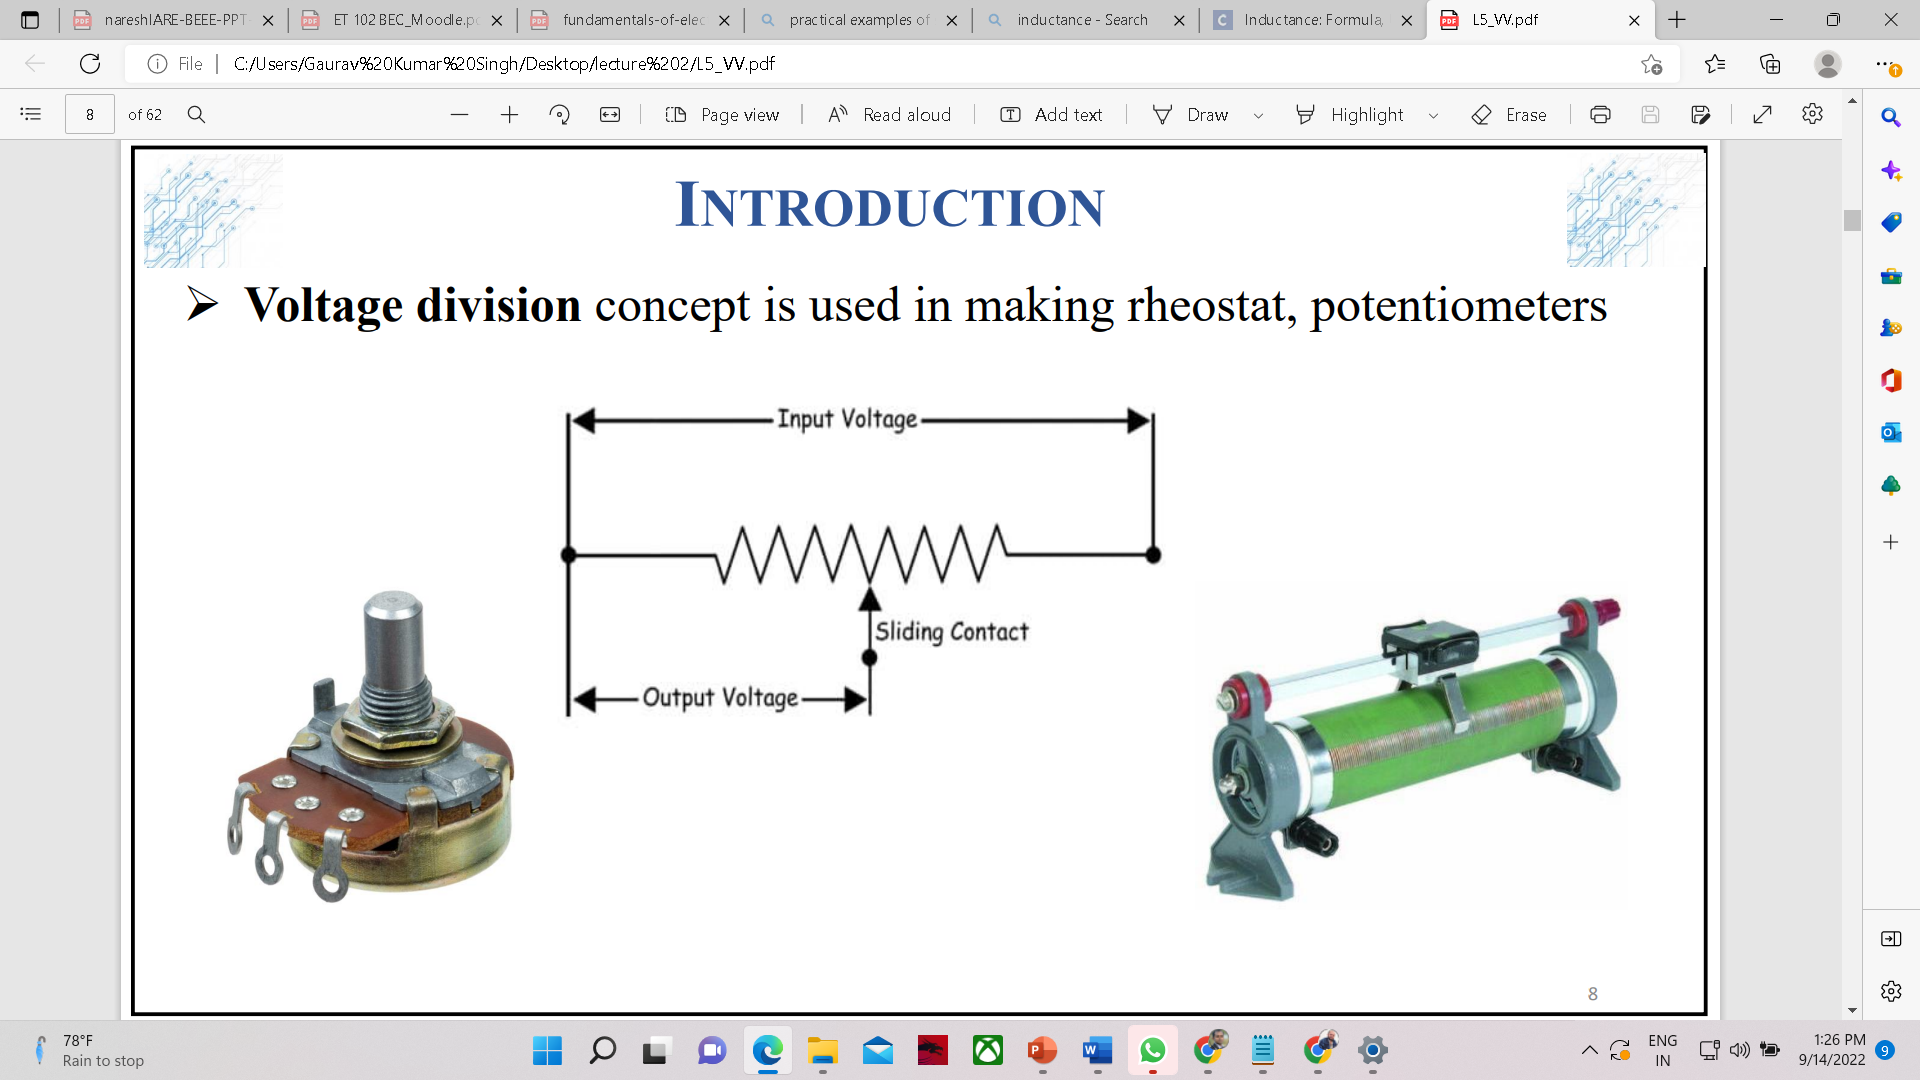 nareshIARE-BEEE-PPT-
ET 102 BEC_Moodle.pd
fundamentals-of-elec
practical examples of
inductance - Search
Inductance: Formula,
L5_VV.pdf
File
C:/Users/Gaurav%20Kumar%20Singh/Desktop/lecture%202/L5_VV.pdf
8 of 62
Page view
Read aloud
Add text
Draw
Highlight
Erase
INTRODUCTION
Voltage division concept is used in making rheostat, potentiometers
Input Voltage
Sliding Contact
Output Voltage
8
78°F
Rain to stop
ENG
IN
1:26 PM
9/14/2022
9